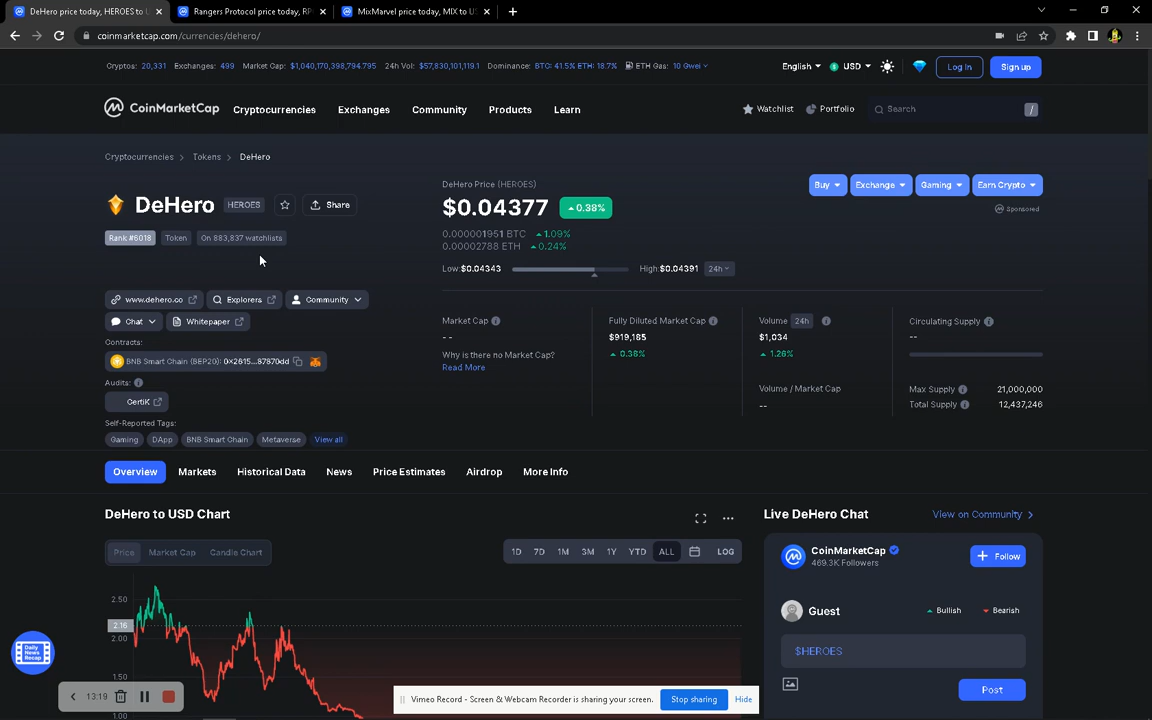 DeHero price today, HEROES to U
Rangers Protocol price today, RP
MixMarvel price today, MIX to US
coinmarketcap.com/currencies/dehero/
Cryptos: 20,331 Exchanges: 499 Market Cap: $1,040,170,398,794.795 24h Vol: $57,830,101,119.1 Dominance: BTC: 41.5% ETH: 18.7% ETH Gas: 10 Gwei
English USD Log In Sign up
CoinMarketCap Cryptocurrencies Exchanges Community Products Learn Watchlist Portfolio Search /
Cryptocurrencies > Tokens > DeHero
DeHero HEROES Share
Rank #6018 Token On 883,837 watchlists
www.dehero.co Explorers Community
Chat Whitepaper
Contracts:
BNB Smart Chain (BEP20): 0x2615...87870dd
Audits:
CertiK
Self-Reported Tags:
Gaming DApp BNB Smart Chain Metaverse View all
DeHero Price (HEROES)
$0.04377 0.38%
0.000001951 BTC 1.09%
0.00002788 ETH 0.24%
Low:$0.04343 High:$0.04391 24h
Buy Exchange Gaming Earn Crypto
Sponsored
Market Cap
- -
Why is there no Market Cap?
Read More
Fully Diluted Market Cap
$919,185
0.38%
Volume 24h
$1,034
1.26%
Volume / Market Cap
--
Circulating Supply
--
Max Supply 21,000,000
Total Supply 12,437,246
Overview Markets Historical Data News Price Estimates Airdrop More Info
DeHero to USD Chart
Price Market Cap Candle Chart
1D 7D 1M 3M 1Y YTD ALL LOG
2.50
2.16
2.00
1.50
1.00
Live DeHero Chat View on Community
CoinMarketCap
469.3K Followers
Follow
Guest Bullish Bearish
$HEROES
Post
Daily
News
Recap
13:19
Vimeo Record - Screen & Webcam Recorder is sharing your screen. Stop sharing Hide